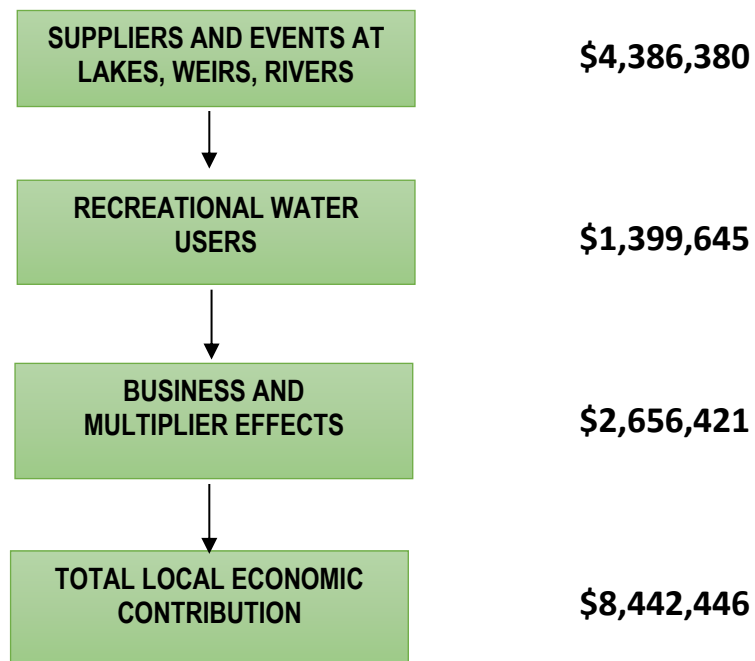 SUPPLIERS AND EVENTS AT
LAKES, WEIRS, RIVERS
$4,386,380
RECREATIONAL WATER
USERS
$1,399,645
BUSINESS AND
MULTIPLIER EFFECTS
$2,656,421
TOTAL LOCAL ECONOMIC
CONTRIBUTION
$8,442,446